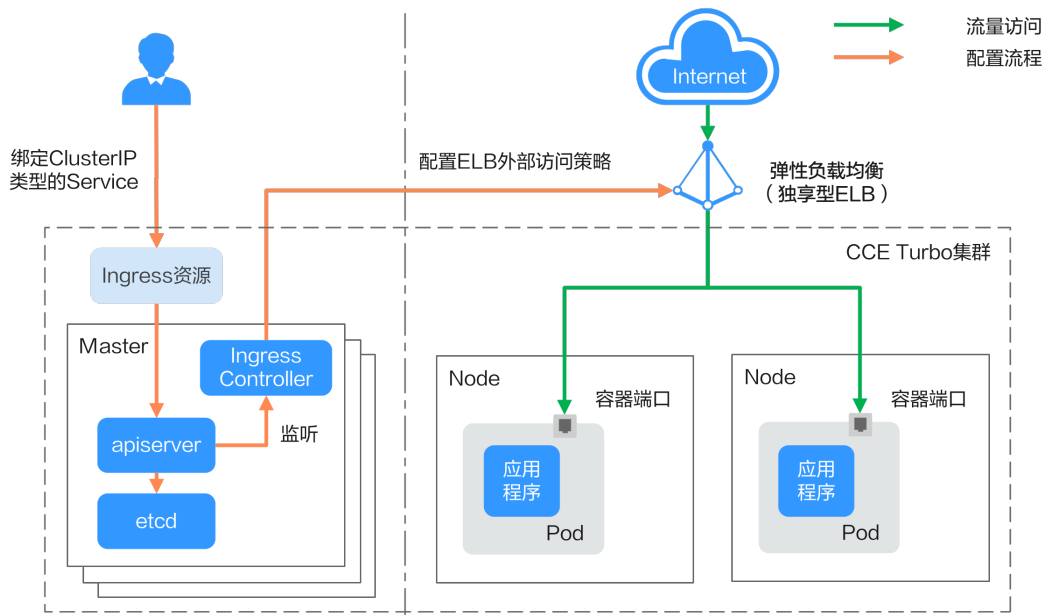 流量访问
配置流程
Internet
绑定ClusterIP
类型的Service
配置ELB外部访问策略
弹性负载均衡
（独享型ELB）
CCE Turbo集群
Ingress资源
Master
Ingress
Controller
apiserver
监听
etcd
Node
容器端口
应用
程序
Pod
Node
容器端口
应用
程序
Pod